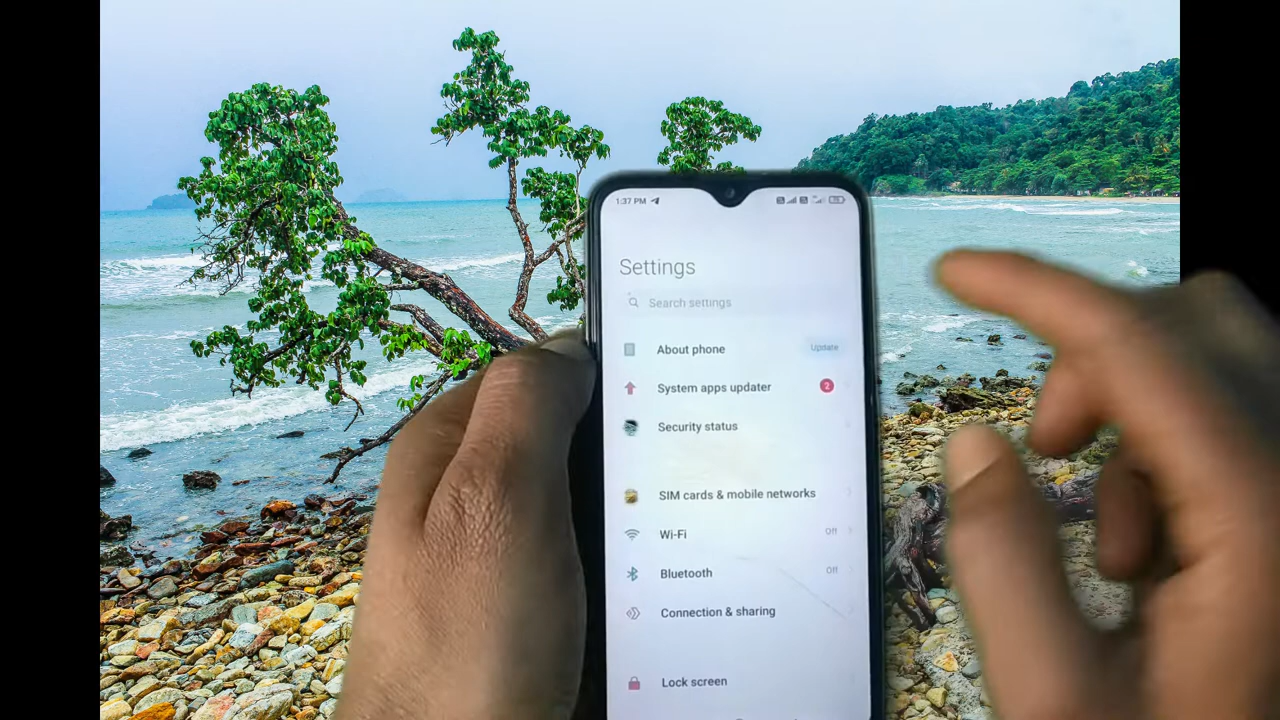 1:37 PM
Settings
Search settings
About phone Update
System apps updater 2
Security status
SIM cards & mobile networks
Wi-Fi Off
Bluetooth Off
Connection & sharing
Lock screen